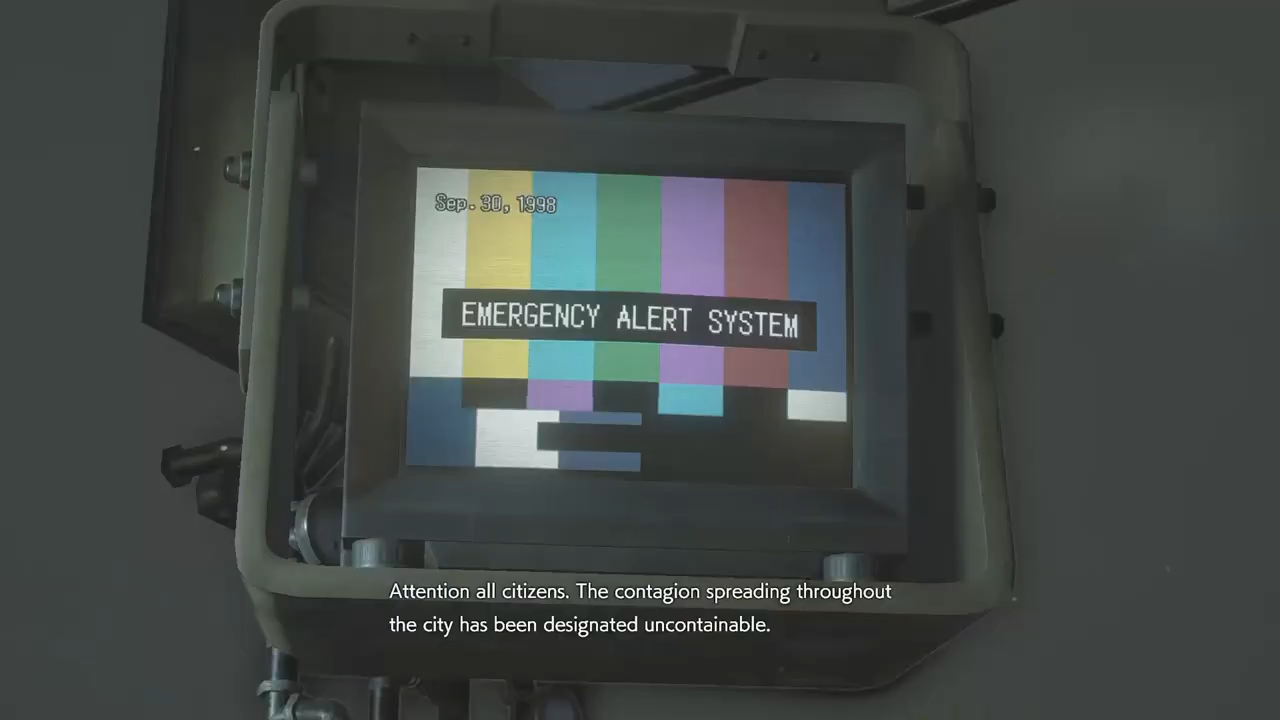 Sep. 30, 1998
EMERGENCY ALERT SYSTEM
Attention all citizens. The contagion spreading throughout
the city has been designated uncontainable.